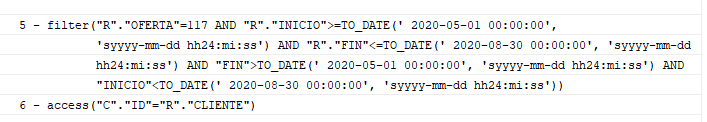 5 - filter("R"."OFERTA"=117 AND "R"."INICIO">=TO_DATE(' 2020-05-01 00:00:00',
'syyyy-mm-dd hh24:mi:ss') AND "R"."FIN"<=TO_DATE(' 2020-08-30 00:00:00', 'syyyy-mm-dd
hh24:mi:ss') AND "FIN">TO_DATE(' 2020-05-01 00:00:00', 'syyyy-mm-dd hh24:mi:ss') AND
"INICIO"<TO_DATE(' 2020-08-30 00:00:00', 'syyyy-mm-dd hh24:mi:ss'))
6 - access("C"."ID"="R"."CLIENTE")